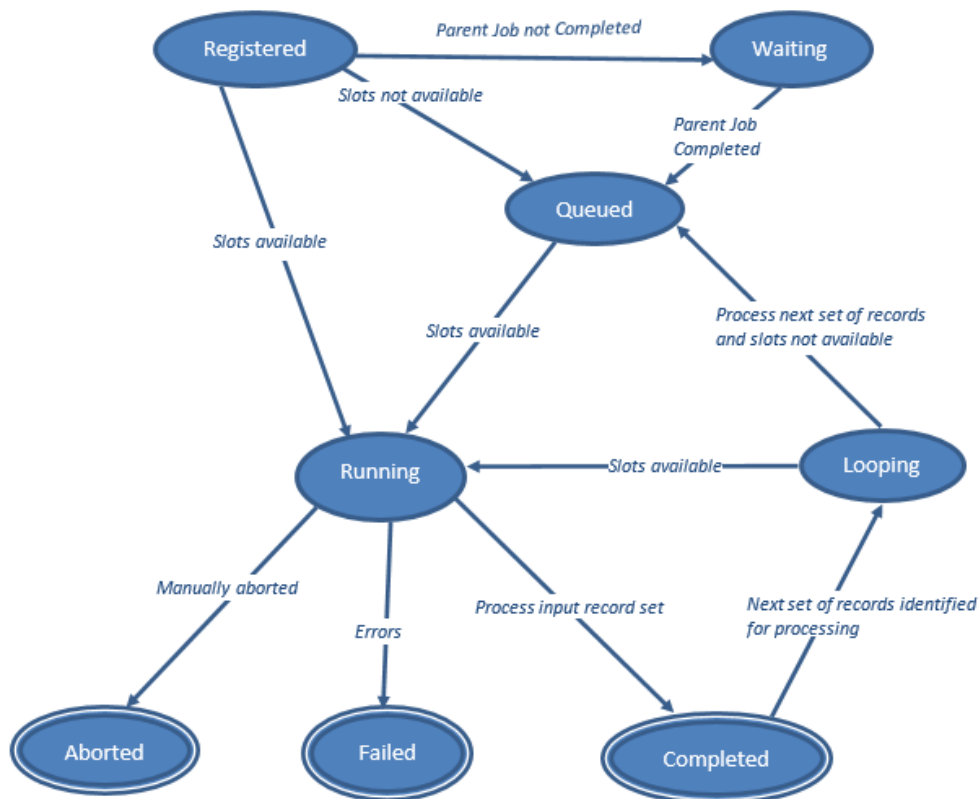 Registered
Parent Job not Completed
Waiting
Slots not available
Parent Job
Completed
Queued
Slots available
Slots available
Process next set of records
and slots not available
Running
Slots available
Looping
Manually aborted
Errors
Process input record set
Next set of records identified
for processing
Aborted
Failed
Completed